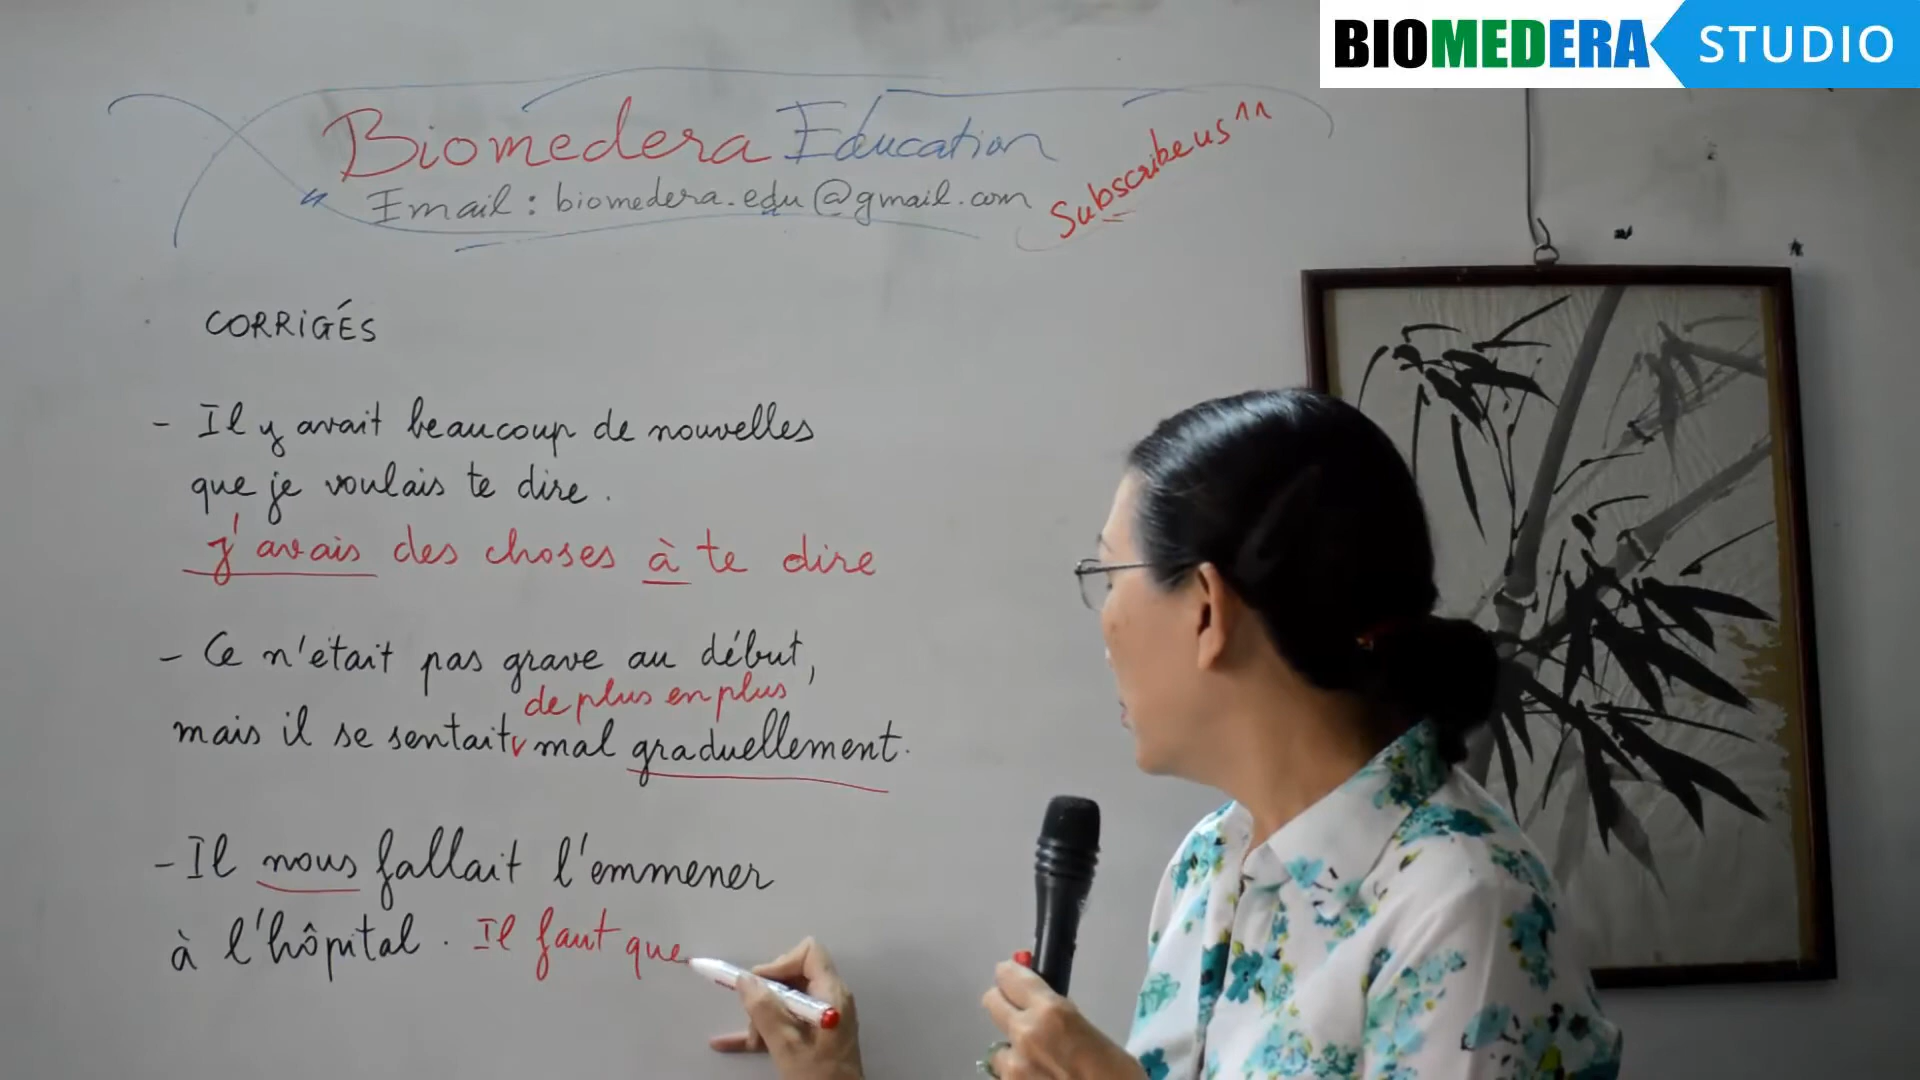 BIOMEDERA STUDIO
Biomedera Education
Email : biomedera.edu@gmail.com
Subscribe us^^
CORRIGÉS
- Il y avait beaucoup de nouvelles
que je voulais te dire.
j'avais des choses à te dire
- Ce n'était pas grave au début,
de plus en plus
mais il se sentait mal graduellement.
- Il nous fallait l'emmener
à l'hôpital. Il faut que